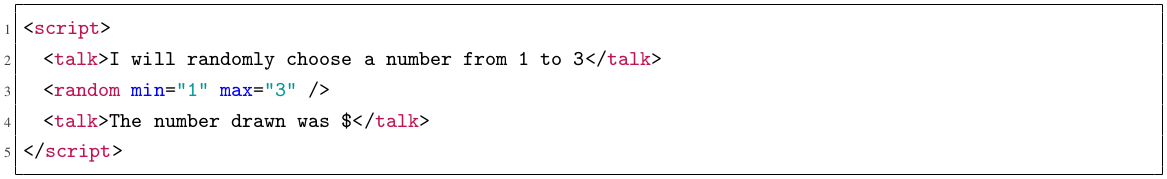 1 <script>
2 <talk>I will randomly choose a number from 1 to 3</talk>
3 <random min="1" max="3" />
4 <talk>The number drawn was $</talk>
5 </script>